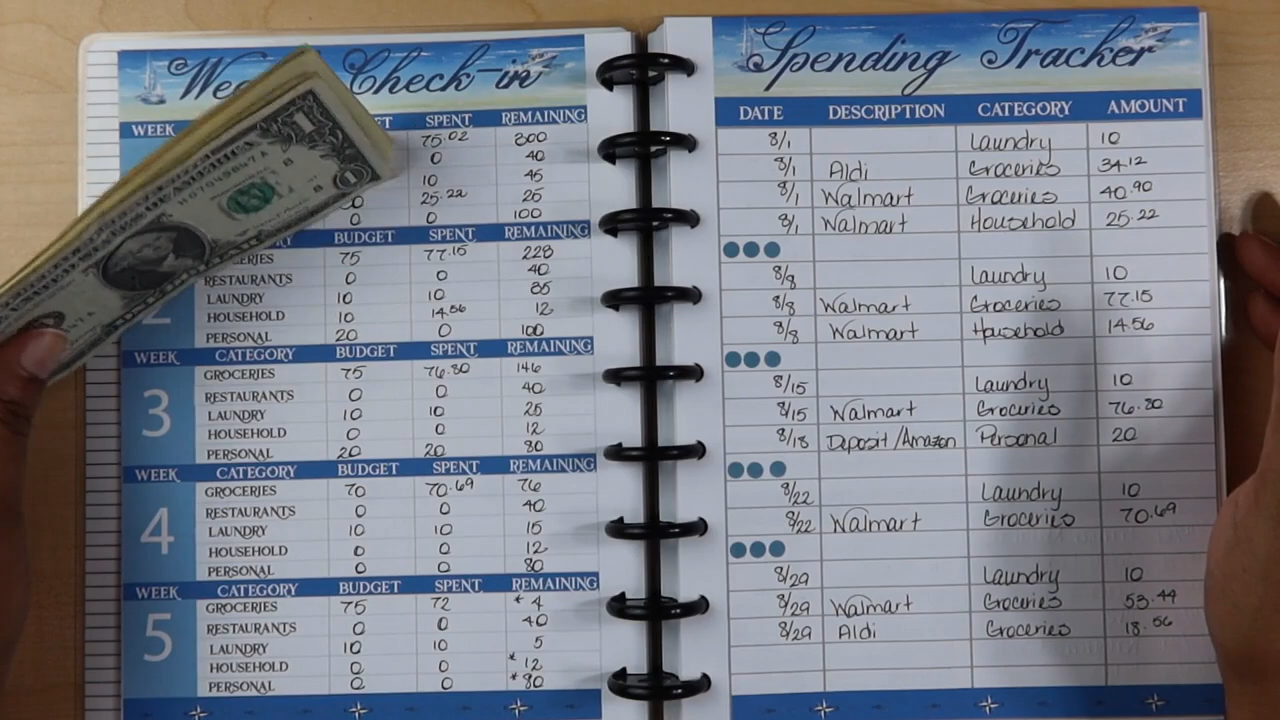 Check-in
WEEK SPENT REMAINING
75.02 300
0 40
10 45
25.22 25
0 0 100
BUDGET SPENT REMAINING
75 77.15 228
RESTAURANTS 0 0 40
LAUNDRY 10 10 35
HOUSEHOLD 10 14.56 12
PERSONAL 20 0 100
WEEK CATEGORY BUDGET SPENT REMAINING
3
GROCERIES 75 76.80 146
RESTAURANTS 0 0 40
LAUNDRY 10 10 25
HOUSEHOLD 0 0 12
PERSONAL 20 20 80
WEEK CATEGORY BUDGET SPENT REMAINING
4
GROCERIES 70 70.69 76
RESTAURANTS 0 0 40
LAUNDRY 10 10 15
HOUSEHOLD 0 0 12
PERSONAL 0 0 80
WEEK CATEGORY BUDGET SPENT REMAINING
5
GROCERIES 75 72 * 4
RESTAURANTS 0 0 40
LAUNDRY 10 10 5
HOUSEHOLD 0 0 * 12
PERSONAL 0 0 * 80
Spending Tracker
DATE DESCRIPTION CATEGORY AMOUNT
8/1 Laundry 10
8/1 Aldi Groceries 34.12
8/1 Walmart Groceries 40.90
8/1 Walmart Household 25.22
8/8 Laundry 10
8/8 Walmart Groceries 77.15
8/8 Walmart Household 14.56
8/15 Laundry 10
8/15 Walmart Groceries 76.80
8/18 Deposit/Amazon Personal 20
8/22 Laundry 10
8/22 Walmart Groceries 70.69
8/29 Laundry 10
8/29 Walmart Groceries 53.44
8/29 Aldi Groceries 18.56